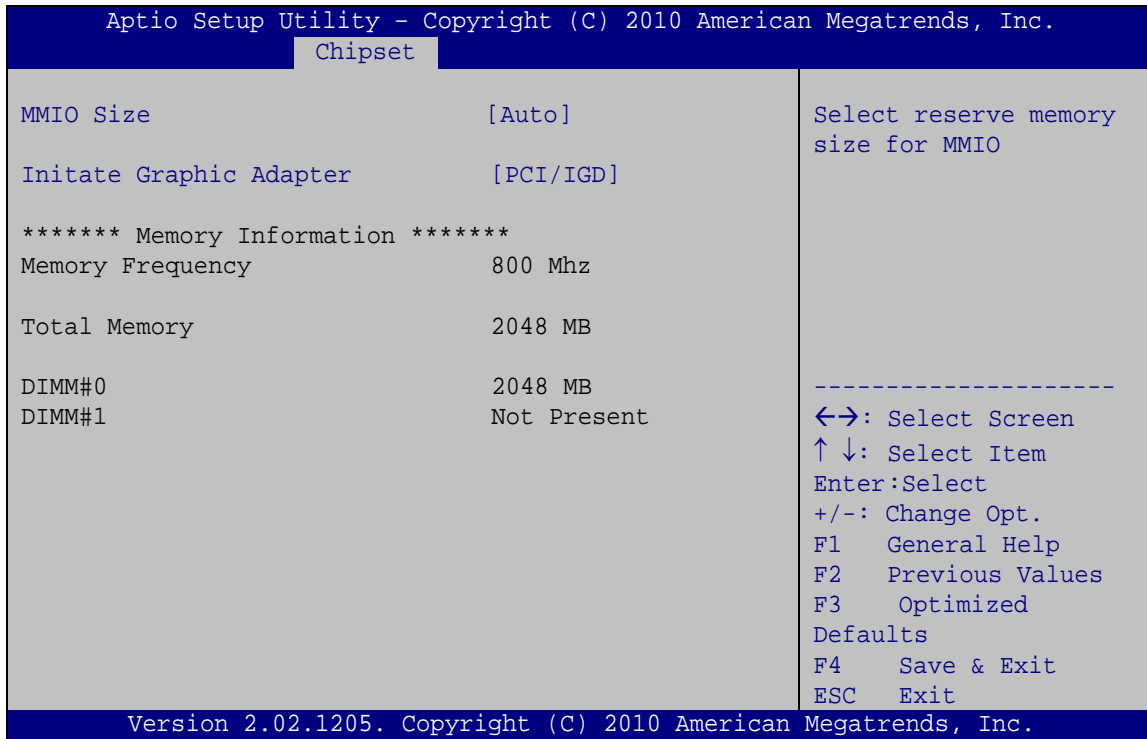 Aptio Setup Utility – Copyright (C) 2010 American Megatrends, Inc.
Chipset
MMIO Size [Auto]
Initate Graphic Adapter [PCI/IGD]
******* Memory Information *******
Memory Frequency 800 Mhz
Total Memory 2048 MB
DIMM#0 2048 MB
DIMM#1 Not Present
Select reserve memory
size for MMIO
---------------------
←→: Select Screen
↑ ↓: Select Item
Enter:Select
+/-: Change Opt.
F1 General Help
F2 Previous Values
F3 Optimized
Defaults
F4 Save & Exit
ESC Exit
Version 2.02.1205. Copyright (C) 2010 American Megatrends, Inc.